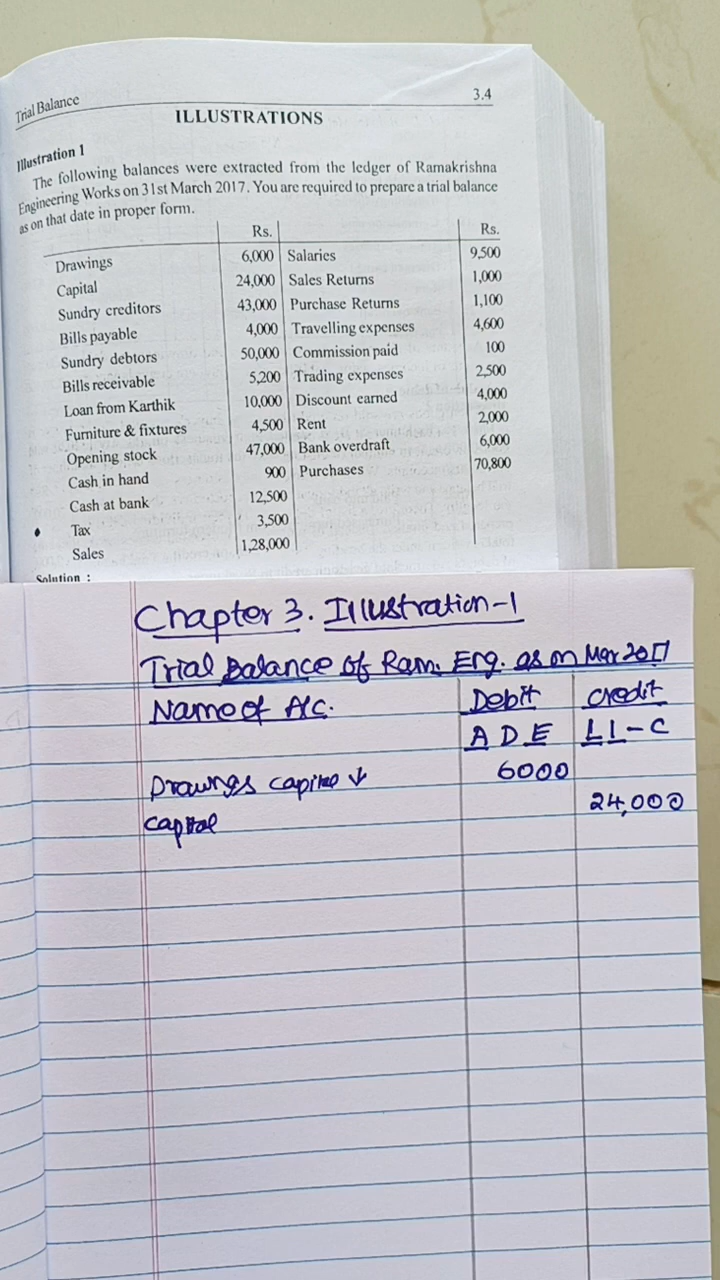 Trial Balance 3.4
ILLUSTRATIONS
Illustration 1
The following balances were extracted from the ledger of Ramakrishna
Engineering Works on 31st March 2017. You are required to prepare a trial balance
as on that date in proper form.
Rs. Rs.
Drawings 6,000 Salaries 9,500
Capital 24,000 Sales Returns 1,000
Sundry creditors 43,000 Purchase Returns 1,100
Bills payable 4,000 Travelling expenses 4,600
Sundry debtors 50,000 Commission paid 100
Bills receivable 5,200 Trading expenses 2,500
Loan from Karthik 10,000 Discount earned 4,000
Furniture & fixtures 4,500 Rent 2,000
Opening stock 47,000 Bank overdraft 6,000
Cash in hand 900 Purchases 70,800
Cash at bank 12,500
Tax 3,500
Sales 1,28,000
Solution :
Chapter 3. Illustration-1
Trial Balance of Ram. Eng. as on Mar 2017
Name of A/C. Debit Credit
A D E LI-C
Drawngs 6000
capital 24,000